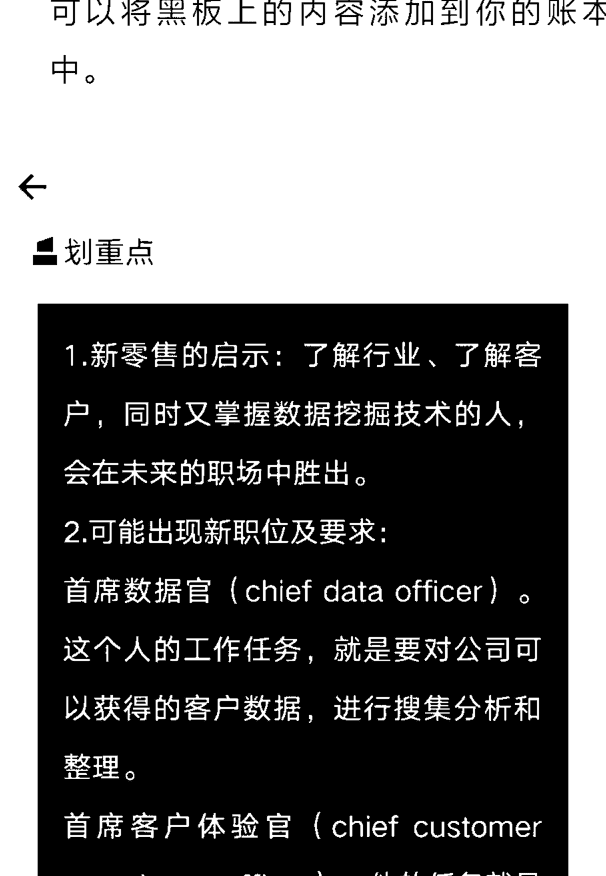 可以将黑板上的内容添加到你的账本
中。
划重点
1.新零售的启示：了解行业、了解客
户，同时又掌握数据挖掘技术的人，
会在未来的职场中胜出。
2.可能出现新职位及要求：
首席数据官（chief data officer）。
这个人的工作任务，就是要对公司可
以获得的客户数据，进行搜集分析和
整理。
首席客户体验官（chief customer